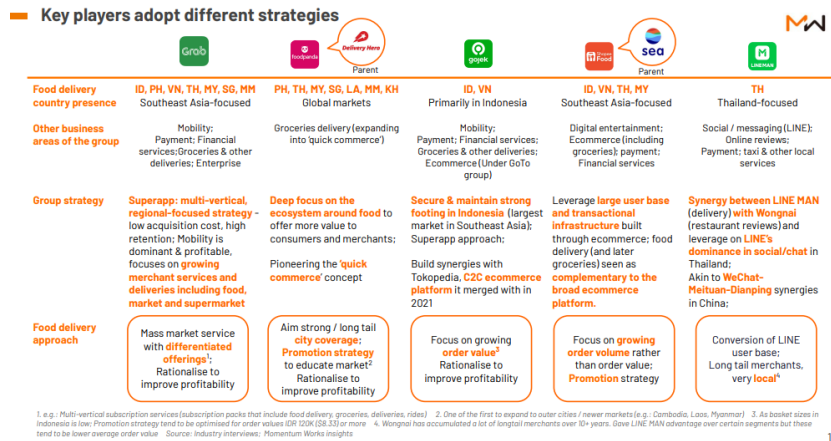 Key players adopt different strategies
MW
Grab
foodpanda
Delivery Hero
Parent
gojek
Shopee
Food
sea
Parent
LINE MAN
Food delivery
country presence
ID, PH, VN, TH, MY, SG, MM
Southeast Asia-focused
PH, TH, MY, SG, LA, MM, KH
Global markets
ID, VN
Primarily in Indonesia
ID, VN, TH, MY
Southeast Asia-focused
TH
Thailand-focused
Other business
areas of the group
Mobility;
Payment; Financial
services;Groceries & other
deliveries; Enterprise
Groceries delivery (expanding
into ‘quick commerce’)
Mobility;
Payment; Financial services;
Groceries & other deliveries;
Ecommerce (Under GoTo
group)
Digital entertainment;
Ecommerce (including
groceries); payment;
Financial services
Social / messaging (LINE);
Online reviews;
Payment; taxi & other local
services
Group strategy
Superapp: multi-vertical,
regional-focused strategy -
low acquisition cost, high
retention; Mobility is
dominant & profitable,
focuses on growing
merchant services and
deliveries including food,
market and supermarket
Deep focus on the
ecosystem around food to
offer more value to
consumers and merchants;
Pioneering the ‘quick
commerce’ concept
Secure & maintain strong
footing in Indonesia (largest
market in Southeast Asia);
Superapp approach;
Build synergies with
Tokopedia, C2C ecommerce
platform it merged with in
2021
Leverage large user base
and transactional
infrastructure built
through ecommerce; food
delivery (and later
groceries) seen as
complementary to the
broad ecommerce
platform.
Synergy between LINE MAN
(delivery) with Wongnai
(restaurant reviews) and
leverage on LINE's
dominance in social/chat in
Thailand;
Akin to WeChat-
Meituan-Dianping synergies
in China;
Food delivery
approach
Mass market service
with differentiated
offerings¹;
Rationalise to
improve profitability
Aim strong / long tail
city coverage;
Promotion strategy
to educate market²
Rationalise to
improve profitability
Focus on growing
order value³
Rationalise to
improve profitability
Focus on growing
order volume rather
than order value;
Promotion strategy
Conversion of LINE
user base;
Long tail merchants,
very local⁴
1. e.g.: Multi-vertical subscription services (subscription packs that include food delivery, groceries, deliveries, rides) 2. One of the first to expand to outer cities / newer markets (e.g.: Cambodia, Laos, Myanmar) 3. As basket sizes in
Indonesia is low; Promotion strategy tend to be optimised for order values IDR 120K ($8.33) or more 4. Wongnai has accumulated a lot of longtail merchants over 10+ years. Gave LINE MAN advantage over certain segments but these
tend to be lower average order value Source: Industry interviews; Momentum Works insights
1